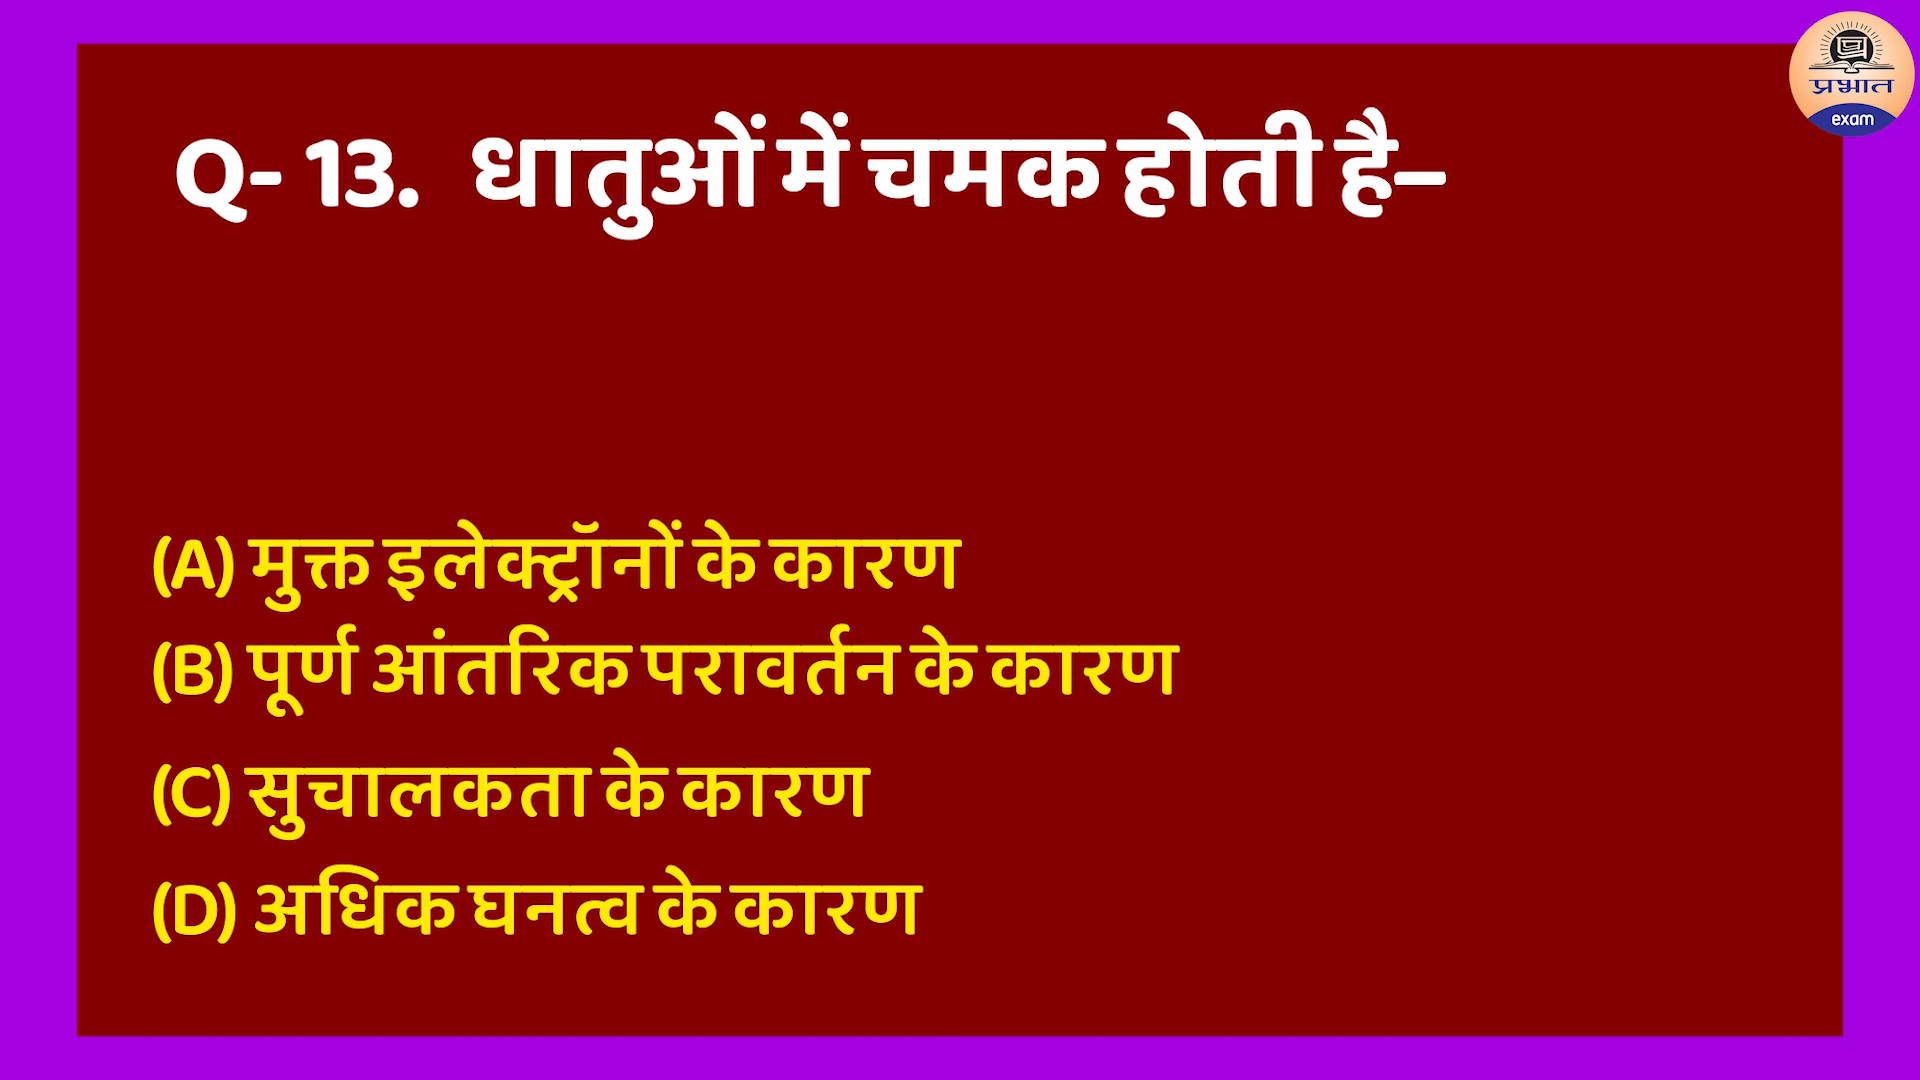 प्रभात
exam
Q- 13. धातुओं में चमक होती है–
(A) मुक्त इलेक्ट्रॉनों के कारण
(B) पूर्ण आंतरिक परावर्तन के कारण
(C) सुचालकता के कारण
(D) अधिक घनत्व के कारण